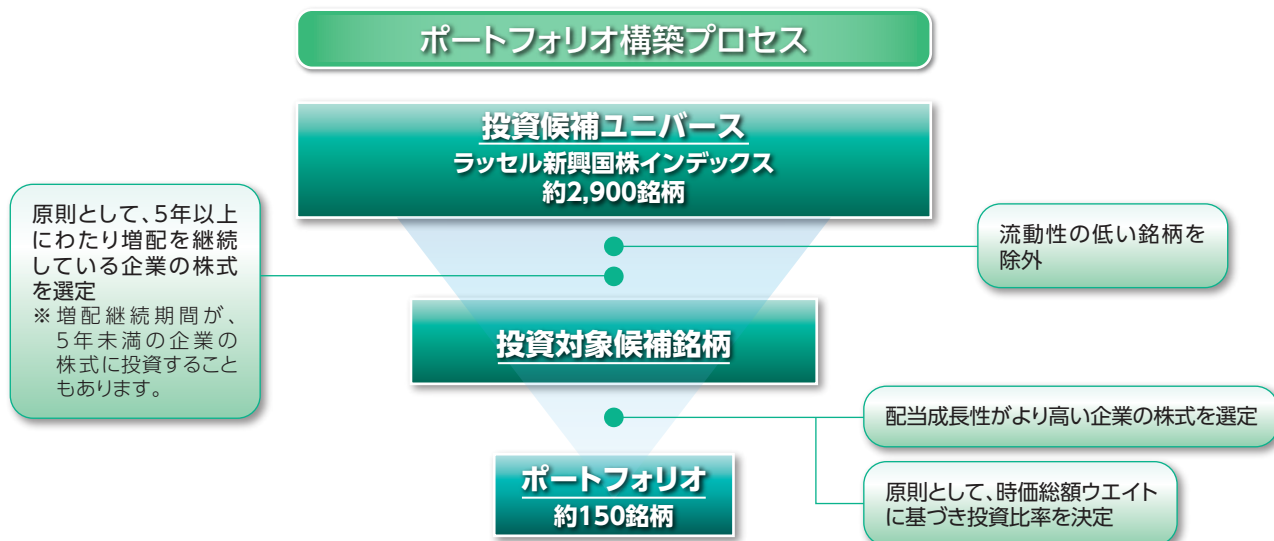 ポートフォリオ構築プロセス
投資候補ユニバース
ラッセル新興国株インデックス
約2,900銘柄
原則として、5年以上
にわたり増配を継続
している企業の株式
を選定
※増配継続期間が、
5年未満の企業の
株式に投資すること
もあります。
流動性の低い銘柄を
除外
投資対象候補銘柄
配当成長性がより高い企業の株式を選定
原則として、時価総額ウエイト
に基づき投資比率を決定
ポートフォリオ
約150銘柄